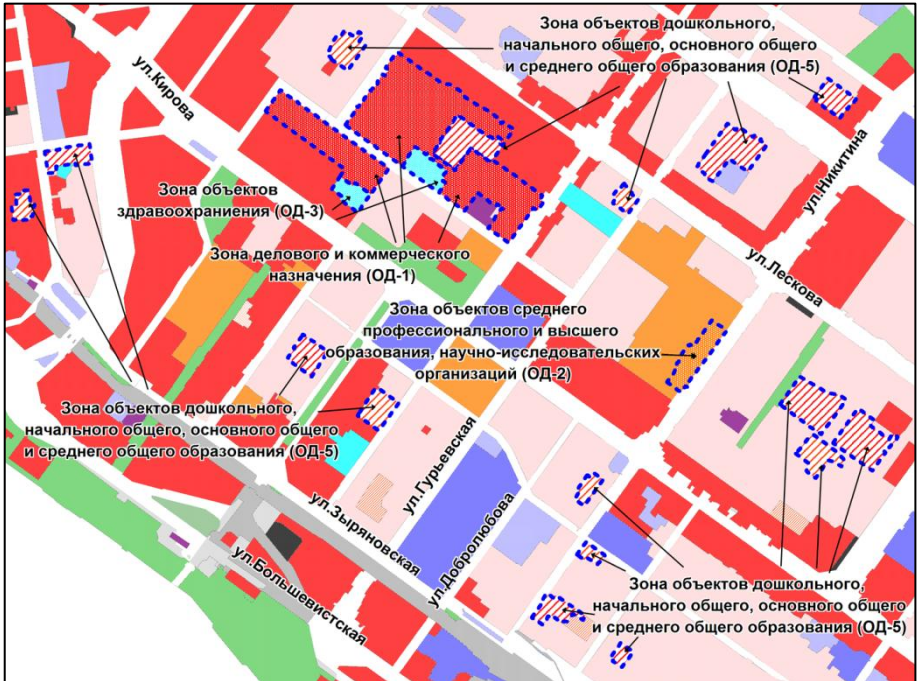 Зона объектов дошкольного,
начального общего, основного общего
и среднего общего образования (ОД-5)
ул.Кирова
ул.Никитина
Зона объектов
здравоохраниения (ОД-3)
Зона делового и коммерческого
назначения (ОД-1)
ул.Лескова
Зона объектов среднего
профессионального и высшего
образования, научно-исследовательских
организаций (ОД-2)
Зона объектов дошкольного,
начального общего, основного общего
и среднего общего образования (ОД-5)
ул.Гурьевская
ул.Зыряновская
ул.Добролюбова
ул.Большевистская
Зона объектов дошкольного,
начального общего, основного общего
и среднего общего образования (ОД-5)